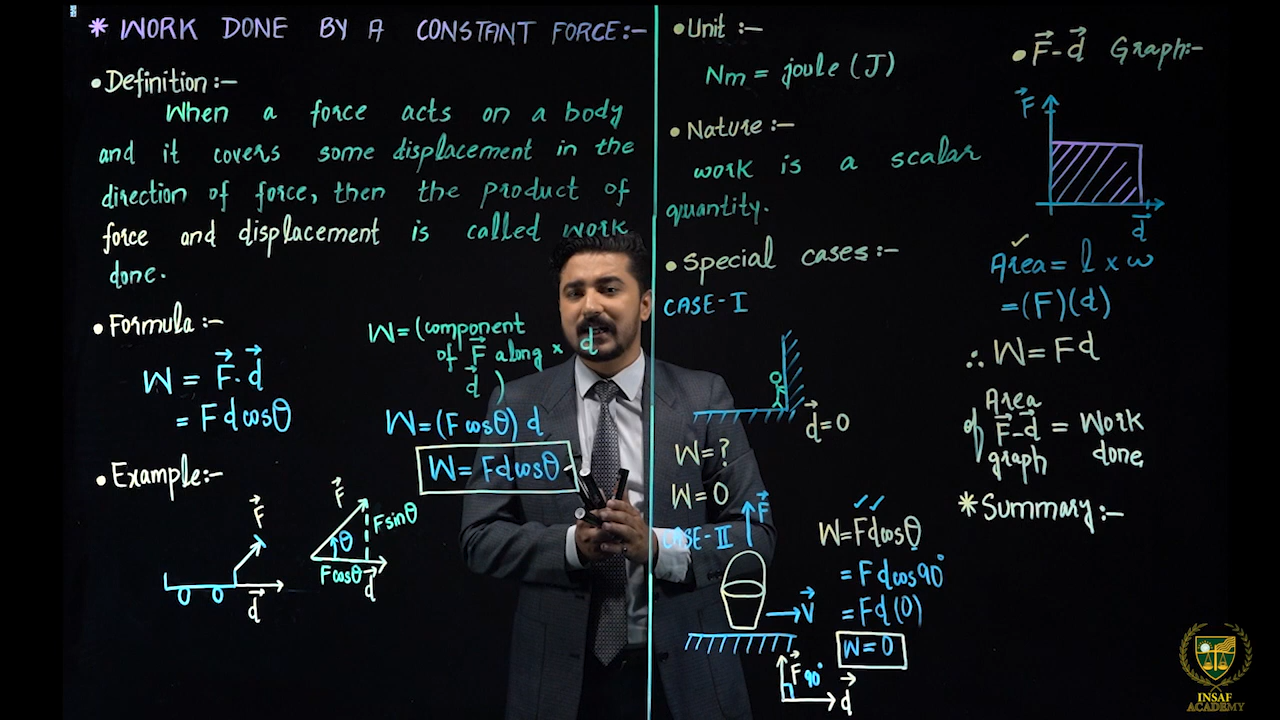 * WORK DONE BY A CONSTANT FORCE:-
• Definition:-
When a force acts on a body
and it covers some displacement in the
direction of force, then the product of
force and displacement is called work
done.
• Formula:-
W = F⃗ . d⃗
= F d cosθ
W = (component
of F⃗ along × d
d⃗ )
W = (F cosθ) d
W = Fd cosθ
• Example:-
F⃗
d⃗
F⃗
F sinθ
θ
F cosθ
d⃗
• Unit :-
Nm = joule (J)
• Nature :-
work is a scalar
quantity.
• Special cases:-
CASE-I
d⃗ = 0
W = ?
W = 0
CASE-II
F⃗
V⃗
F⃗
90°
d⃗
W = Fd cosθ
= F d cos 90°
= Fd (0)
W = 0
• F⃗ - d⃗ Graph:-
F⃗
d⃗
Area = l × w
= (F) (d)
∴ W = Fd
Area
of F⃗-d⃗ = Work
graph done
* Summary:-
INSAF
ACADEMY